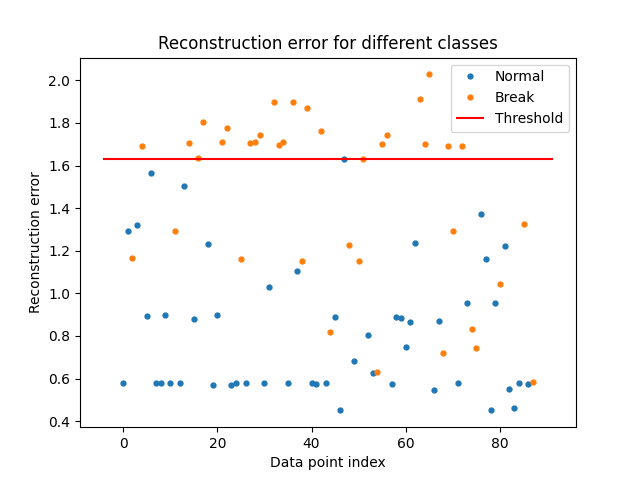 Reconstruction error for different classes
Normal
Break
Threshold
Reconstruction error
2.0
1.8
1.6
1.4
1.2
1.0
0.8
0.6
0.4
0
20
40
60
80
Data point index